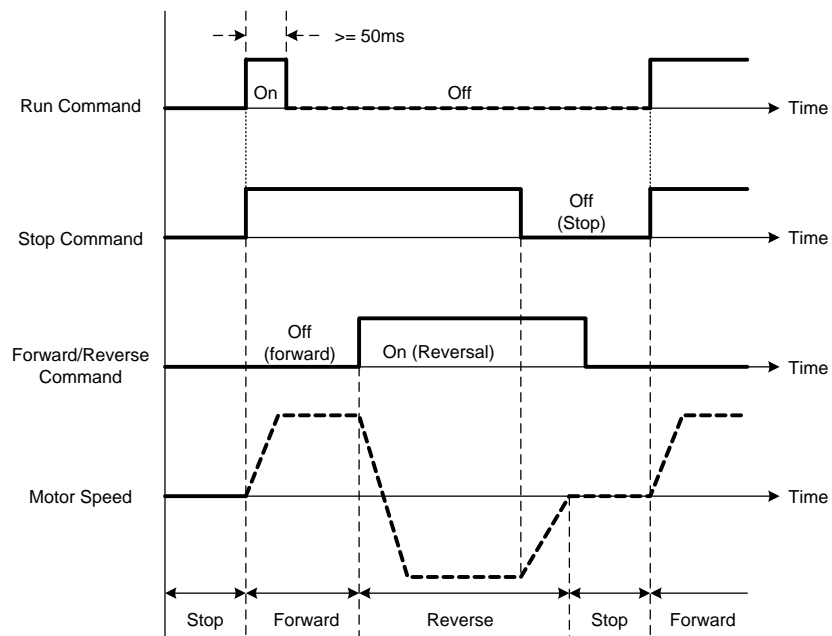 >= 50ms
Run Command
On
Off
Time
Stop Command
Off
(Stop)
Time
Forward/Reverse
Command
Off
(forward)
On (Reversal)
Time
Motor Speed
Time
Stop
Forward
Reverse
Stop
Forward